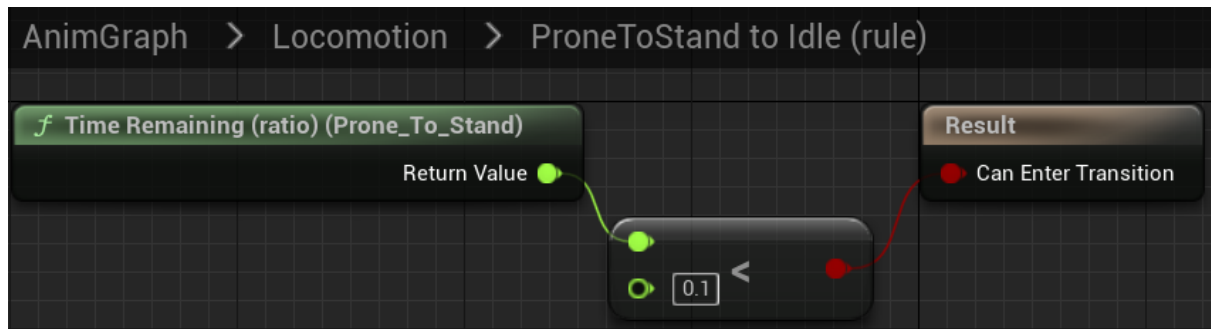 AnimGraph > Locomotion > ProneToStand to Idle (rule)
f Time Remaining (ratio) (Prone_To_Stand)
Return Value
Result
Can Enter Transition
<
0.1